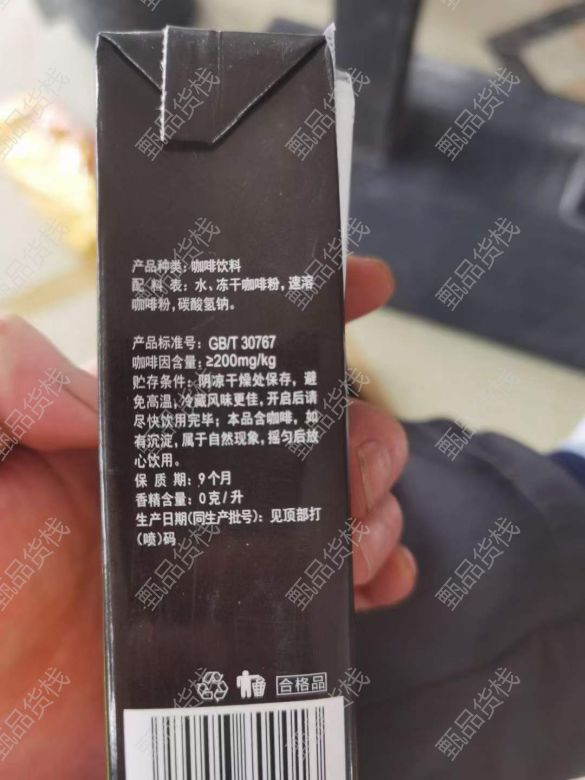 产品种类：咖啡饮料
配 料 表：水、冻干咖啡粉，速溶
咖啡粉，碳酸氢钠。
产品标准号：GB/T 30767
咖啡因含量：≥200mg/kg
贮存条件：阴凉干燥处保存，避
免高温，冷藏风味更佳，开启后请
尽快饮用完毕；本品含咖啡，如
有沉淀，属于自然现象，摇匀后放
心饮用。
保 质 期：9个月
香精含量：0克/升
生产日期(同生产批号)：见顶部打
(喷)码
合格品
甄品货栈